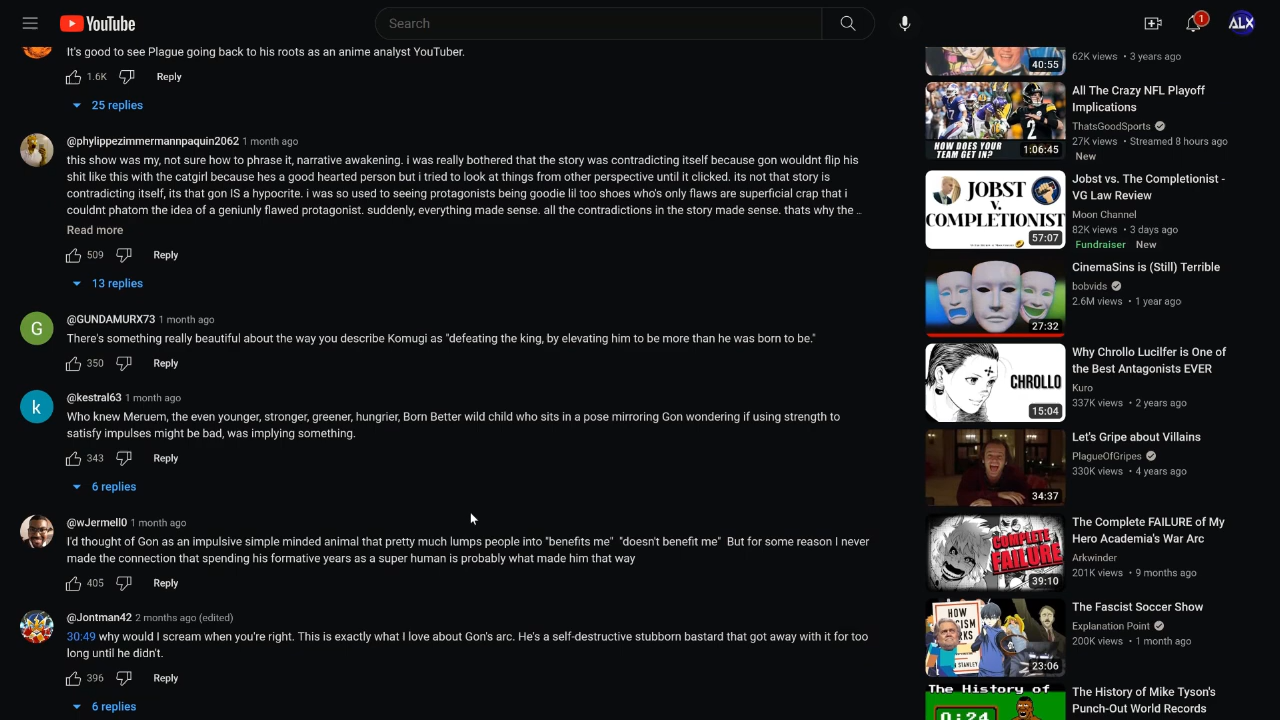 YouTube
Search
1
ALX
It's good to see Plague going back to his roots as an anime analyst YouTuber.
1.6K
Reply
25 replies
@phylippezimmermannpaquin2062 1 month ago
this show was my, not sure how to phrase it, narrative awakening. i was really bothered that the story was contradicting itself because gon wouldnt flip his
shit like this with the catgirl because hes a good hearted person but i tried to look at things from other perspective until it clicked. its not that story is
contradicting itself, its that gon IS a hypocrite. i was so used to seeing protagonists being goodie lil too shoes who's only flaws are superficial crap that i
couldnt phatom the idea of a geniunly flawed protagonist. suddenly, everything made sense. all the contradictions in the story made sense. thats why the ...
Read more
509
Reply
13 replies
G
@GUNDAMURX73 1 month ago
There's something really beautiful about the way you describe Komugi as "defeating the king, by elevating him to be more than he was born to be."
350
Reply
k
@kestral63 1 month ago
Who knew Meruem, the even younger, stronger, greener, hungrier, Born Better wild child who sits in a pose mirroring Gon wondering if using strength to
satisfy impulses might be bad, was implying something.
343
Reply
6 replies
@wJermell0 1 month ago
I'd thought of Gon as an impulsive simple minded animal that pretty much lumps people into "benefits me" "doesn't benefit me" But for some reason I never
made the connection that spending his formative years as a super human is probably what made him that way
405
Reply
@Jontman42 2 months ago (edited)
30:49 why would I scream when you're right. This is exactly what I love about Gon's arc. He's a self-destructive stubborn bastard that got away with it for too
long until he didn't.
396
Reply
6 replies
40:55
62K views • 3 years ago
HOW DOES YOUR
TEAM GET IN?
1:06:45
All The Crazy NFL Playoff
Implications
ThatsGoodSports
27K views • Streamed 8 hours ago
New
JOBST
V.
COMPLETIONIST
57:07
Jobst vs. The Completionist -
VG Law Review
Moon Channel
82K views • 3 days ago
Fundraiser New
27:32
CinemaSins is (Still) Terrible
bobvids
2.6M views • 1 year ago
CHROLLO
15:04
Why Chrollo Lucilfer is One of
the Best Antagonists EVER
Kuro
337K views • 2 years ago
34:37
Let's Gripe about Villains
PlagueOfGripes
330K views • 4 years ago
COMPLETE
FAILURE
39:10
The Complete FAILURE of My
Hero Academia's War Arc
Arkwinder
201K views • 9 months ago
HOW
STANLEY
23:06
The Fascist Soccer Show
Explanation Point
200K views • 1 month ago
The History of
0:24
The History of Mike Tyson's
Punch-Out World Records